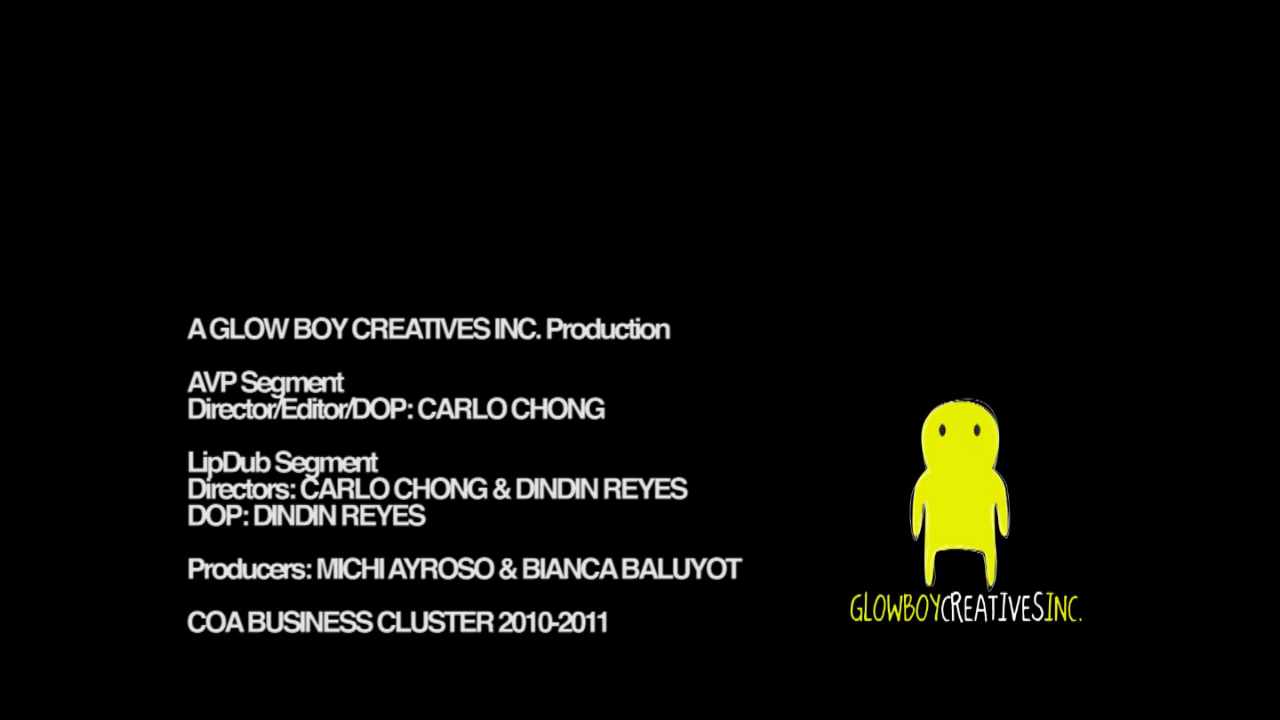 A GLOW BOY CREATIVES INC. Production
AVP Segment
Director/Editor/DOP: CARLO CHONG
LipDub Segment
Directors: CARLO CHONG & DINDIN REYES
DOP: DINDIN REYES
Producers: MICHI AYROSO & BIANCA BALUYOT
COA BUSINESS CLUSTER 2010-2011
GLOWBOYCREATIVESINC.